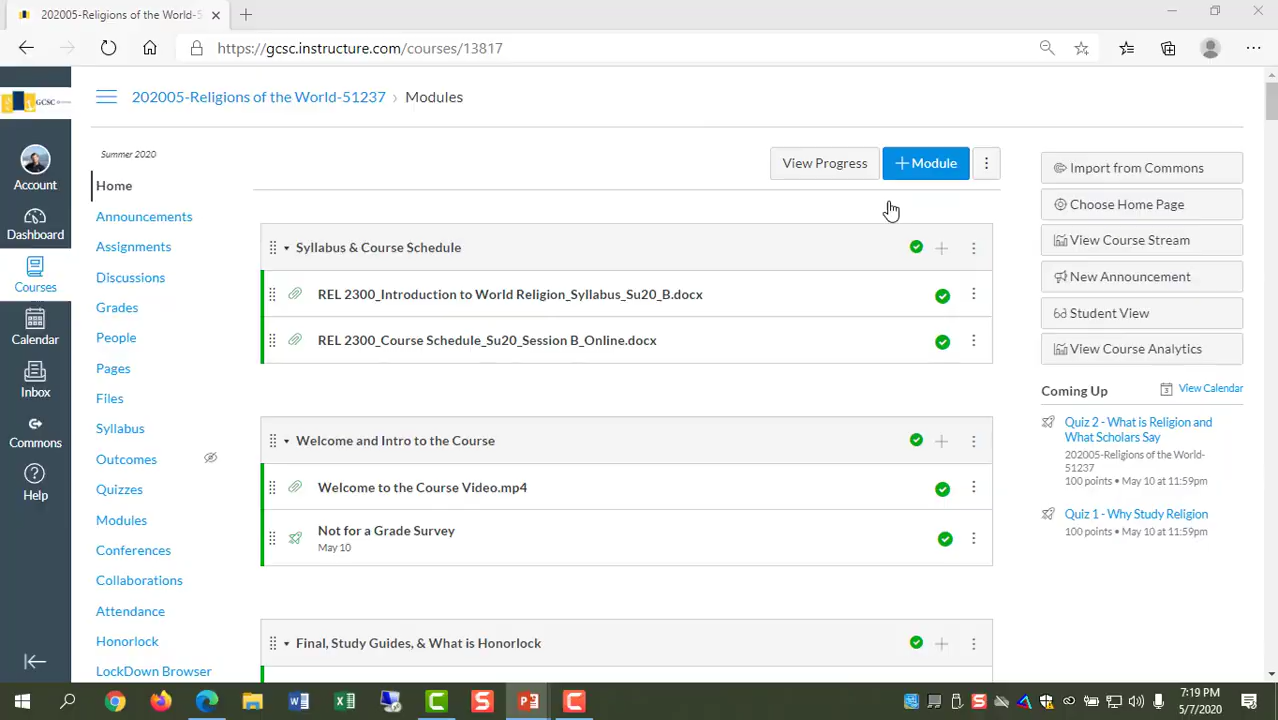 202005-Religions of the World-5
https://gcsc.instructure.com/courses/13817
GCSC
202005-Religions of the World-51237 › Modules
Summer 2020
View Progress
+ Module
Account
Dashboard
Courses
Calendar
Inbox
Commons
Help
Home
Announcements
Assignments
Discussions
Grades
People
Pages
Files
Syllabus
Outcomes
Quizzes
Modules
Conferences
Collaborations
Attendance
Honorlock
LockDown Browser
Syllabus & Course Schedule
REL 2300_Introduction to World Religion_Syllabus_Su20_B.docx
REL 2300_Course Schedule_Su20_Session B_Online.docx
Welcome and Intro to the Course
Welcome to the Course Video.mp4
Not for a Grade Survey
May 10
Final, Study Guides, & What is Honorlock
Import from Commons
Choose Home Page
View Course Stream
New Announcement
Student View
View Course Analytics
Coming Up
3 View Calendar
Quiz 2 - What is Religion and
What Scholars Say
202005-Religions of the World-
51237
100 points • May 10 at 11:59pm
Quiz 1 - Why Study Religion
100 points • May 10 at 11:59pm
7:19 PM
5/7/2020